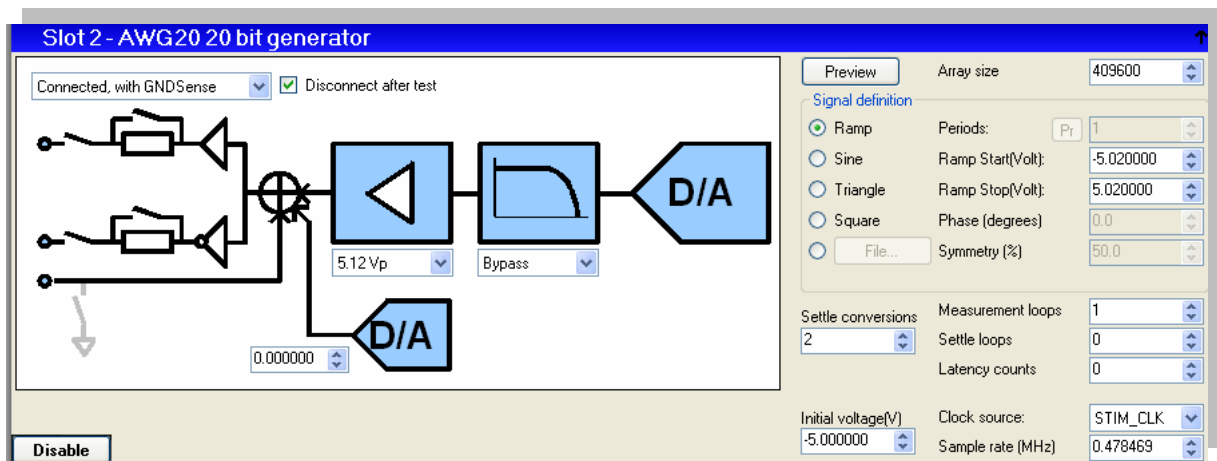 Slot 2 - AWG20 20 bit generator
Connected, with GNDSense
Disconnect after test
D/A
5.12 Vp
Bypass
D/A
0.000000
Disable
Preview
Array size
409600
Signal definition
Ramp
Periods:
Pr
1
Sine
Ramp Start(Volt):
-5.020000
Triangle
Ramp Stop(Volt):
5.020000
Square
Phase (degrees)
0.0
File...
Symmetry (%)
50.0
Settle conversions
2
Measurement loops
1
Settle loops
0
Latency counts
0
Initial voltage(V)
-5.000000
Clock source:
STIM_CLK
Sample rate (MHz)
0.478469